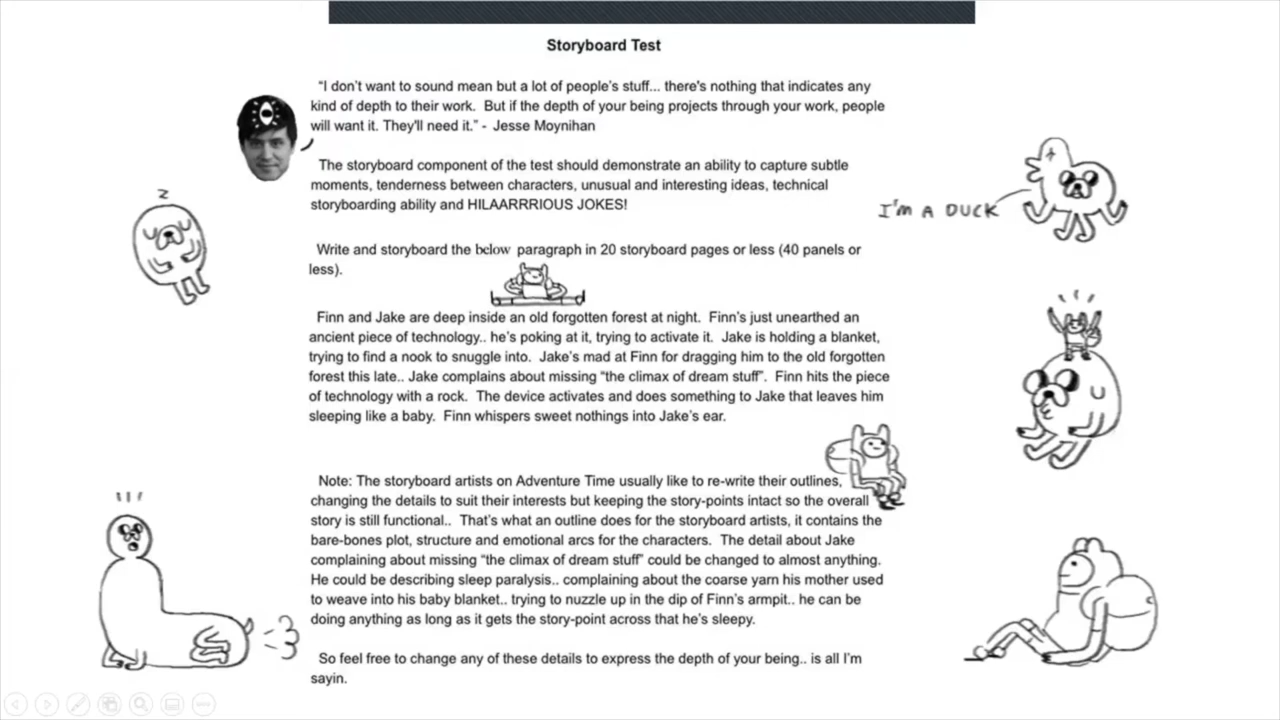 Storyboard Test
“I don’t want to sound mean but a lot of people’s stuff... there's nothing that indicates any
kind of depth to their work.  But if the depth of your being projects through your work, people
will want it. They'll need it.” -  Jesse Moynihan
The storyboard component of the test should demonstrate an ability to capture subtle
moments, tenderness between characters, unusual and interesting ideas, technical
storyboarding ability and HILAARRRIOUS JOKES!
I'M A DUCK
Z
Write and storyboard the below paragraph in 20 storyboard pages or less (40 panels or
less).
Finn and Jake are deep inside an old forgotten forest at night.  Finn’s just unearthed an
ancient piece of technology.. he’s poking at it, trying to activate it.  Jake is holding a blanket,
trying to find a nook to snuggle into.  Jake’s mad at Finn for dragging him to the old forgotten
forest this late.. Jake complains about missing “the climax of dream stuff”.  Finn hits the piece
of technology with a rock.  The device activates and does something to Jake that leaves him
sleeping like a baby.  Finn whispers sweet nothings into Jake’s ear.
Note: The storyboard artists on Adventure Time usually like to re-write their outlines,
changing the details to suit their interests but keeping the story-points intact so the overall
story is still functional..  That’s what an outline does for the storyboard artists, it contains the
bare-bones plot, structure and emotional arcs for the characters.  The detail about Jake
complaining about missing “the climax of dream stuff” could be changed to almost anything.
He could be describing sleep paralysis.. complaining about the coarse yarn his mother used
to weave into his baby blanket.. trying to nuzzle up in the dip of Finn’s armpit.. he can be
doing anything as long as it gets the story-point across that he’s sleepy.
So feel free to change any of these details to express the depth of your being.. is all I’m
sayin.